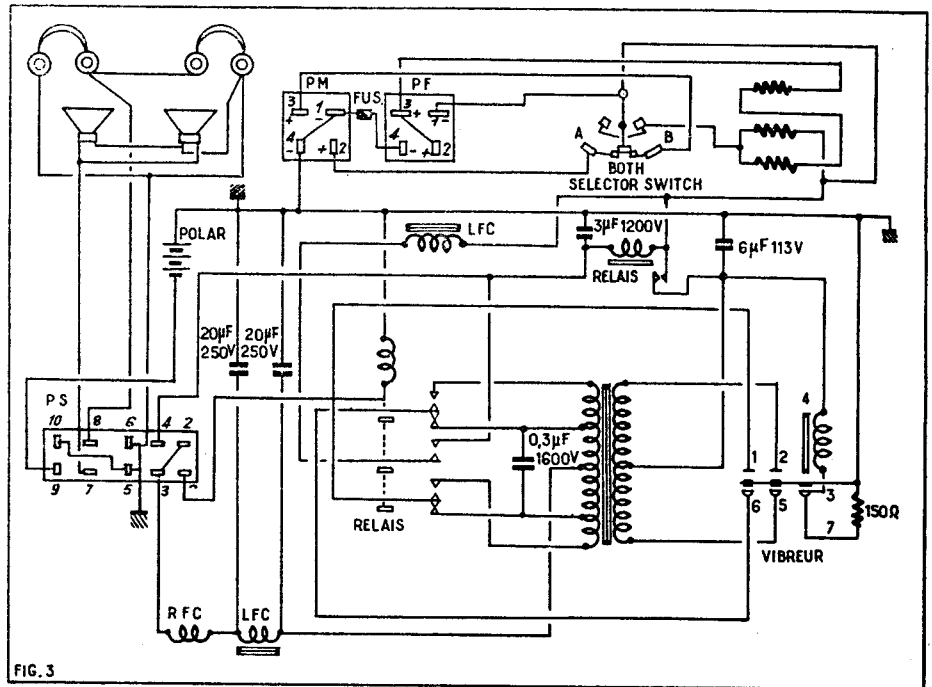 PM
FUS.
PF
3
1
+
-
4
-
+
2
3
+
1
4
-
-
+
2
A
B
BOTH
SELECTOR SWITCH
POLAR
LFC
3µF 1200V
RELAIS
6µF 113V
20µF
250V
20µF
250V
PS
10
8
6
4
2
9
7
5
3
0,3µF
1600V
RELAIS
4
1
2
3
6
5
7
150Ω
VIBREUR
RFC
LFC
FIG. 3